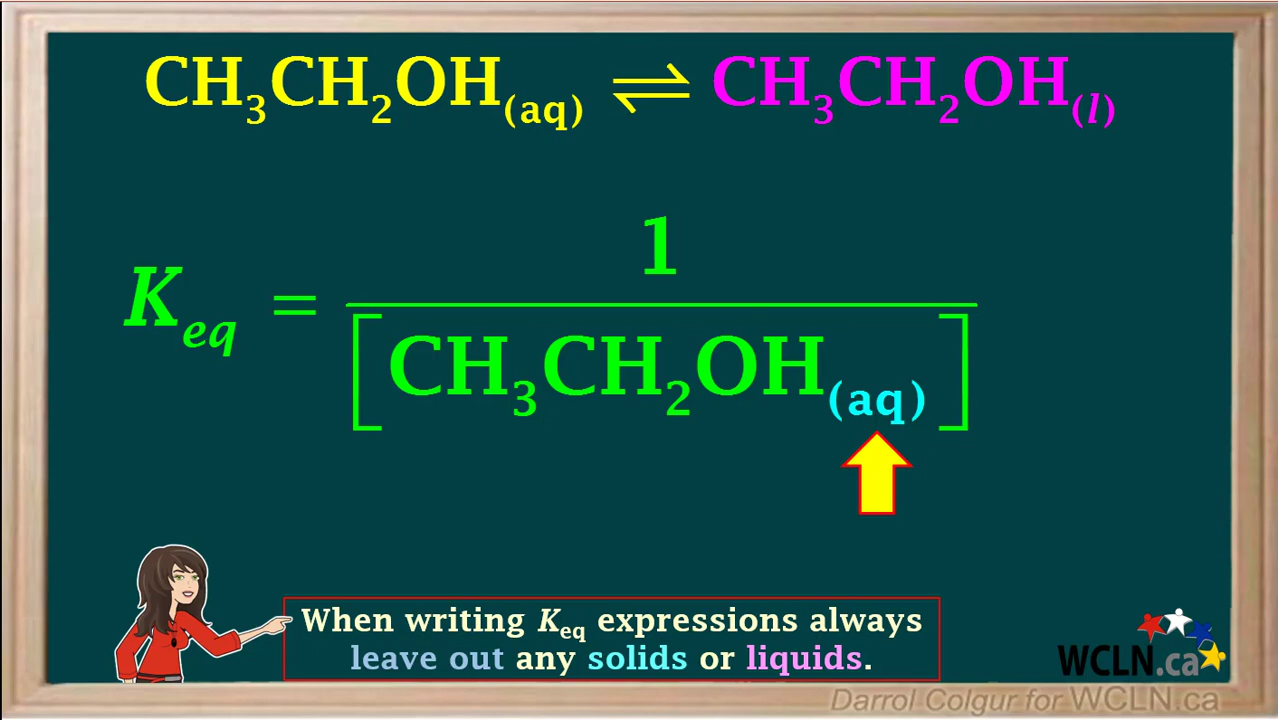 CH₃CH₂OH(aq) ⇌ CH₃CH₂OH(l)
1
Keq =
[CH₃CH₂OH(aq)]
When writing Keq expressions always
leave out any solids or liquids.
WCLN.ca
Darrol Colgur for WCLN.ca